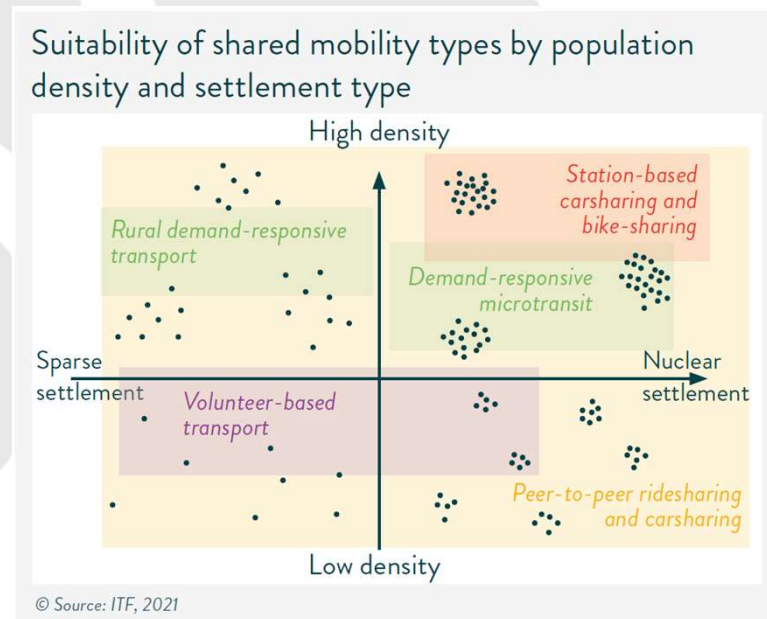 Suitability of shared mobility types by population
density and settlement type
High density
Station-based
carsharing and
bike-sharing
Rural demand-responsive
transport
Demand-responsive
microtransit
Sparse
settlement
Nuclear
settlement
Volunteer-based
transport
Peer-to-peer ridesharing
and carsharing
Low density
© Source: ITF, 2021